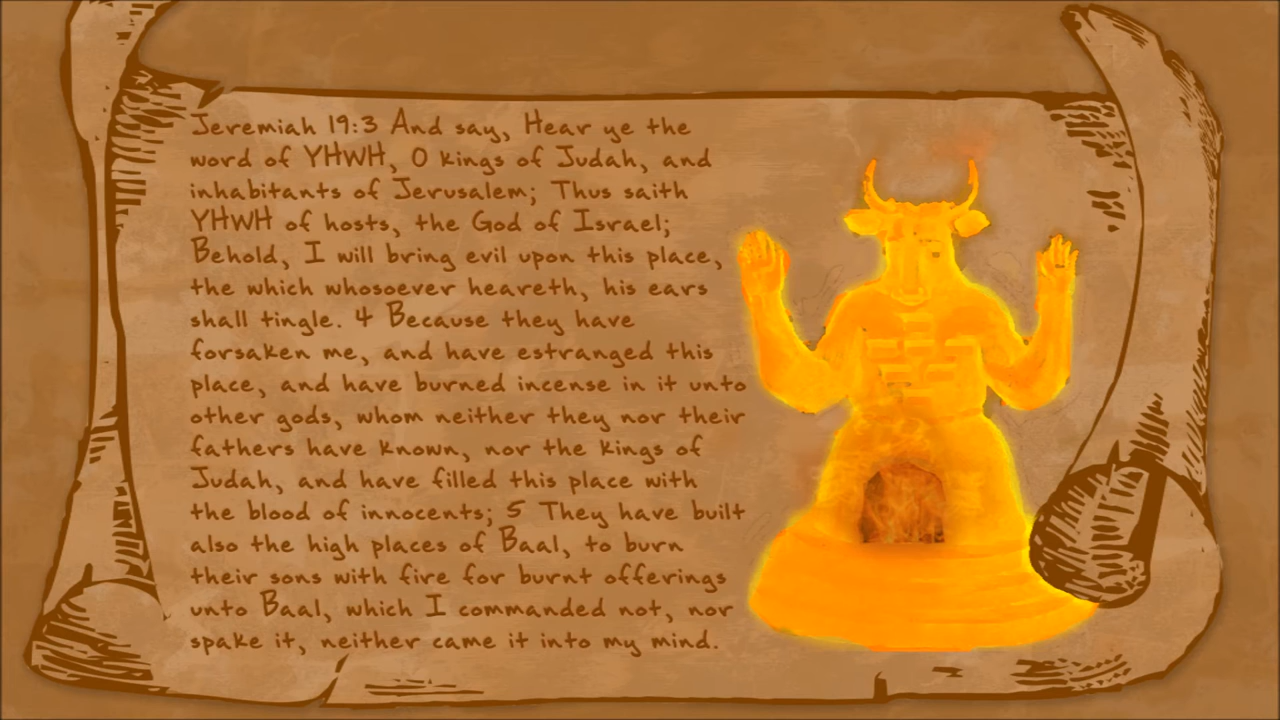 Jeremiah 19:3 And say, Hear ye the
word of YHWH, O kings of Judah, and
inhabitants of Jerusalem; Thus saith
YHWH of hosts, the God of Israel;
Behold, I will bring evil upon this place,
the which whosoever heareth, his ears
shall tingle. 4 Because they have
forsaken me, and have estranged this
place, and have burned incense in it unto
other gods, whom neither they nor their
fathers have known, nor the kings of
Judah, and have filled this place with
the blood of innocents; 5 They have built
also the high places of Baal, to burn
their sons with fire for burnt offerings
unto Baal, which I commanded not, nor
spake it, neither came it into my mind.